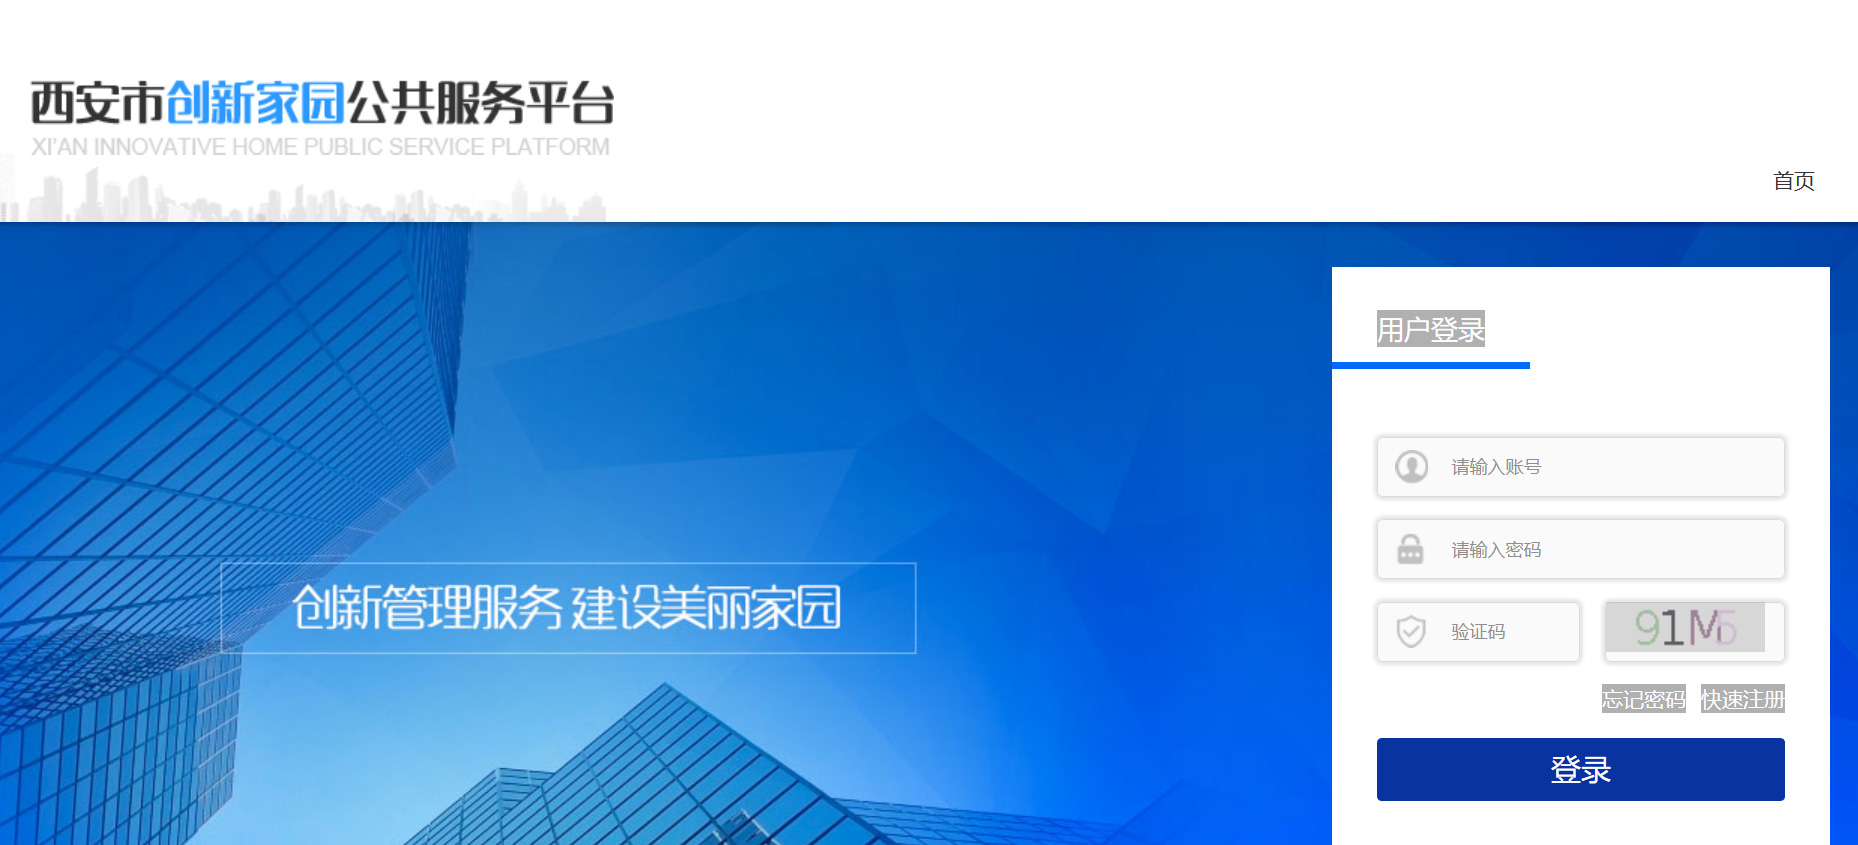 西安市创新家园公共服务平台
XI'AN INNOVATIVE HOME PUBLIC SERVICE PLATFORM
首页
用户登录
请输入账号
创新管理服务 建设美丽家园
请输入密码
验证码
91M5
忘记密码 快速注册
登录